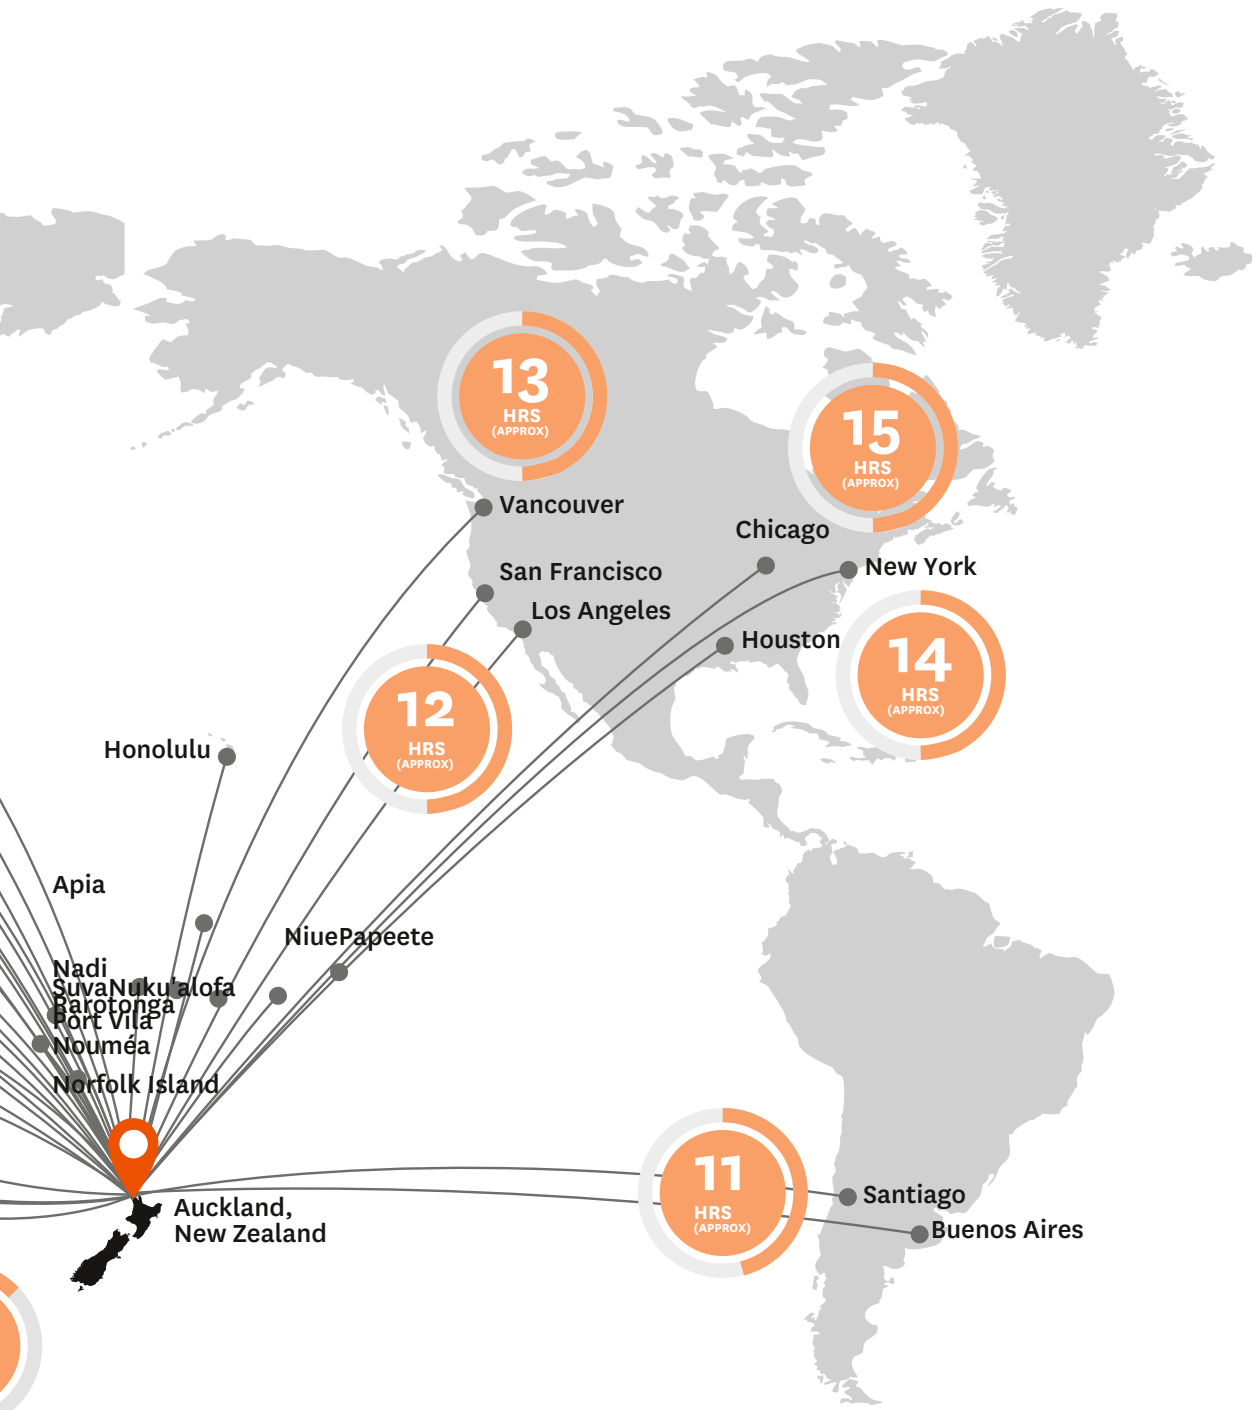 13
HRS
(APPROX)
15
HRS
(APPROX)
Vancouver
Chicago
New York
San Francisco
Los Angeles
Houston
14
HRS
(APPROX)
12
HRS
(APPROX)
Honolulu
Apia
NiuePapeete
Nadi
SuvaNuku'alofa
Rarotonga
Port Vila
Nouméa
Norfolk Island
11
HRS
(APPROX)
Santiago
Buenos Aires
Auckland,
New Zealand